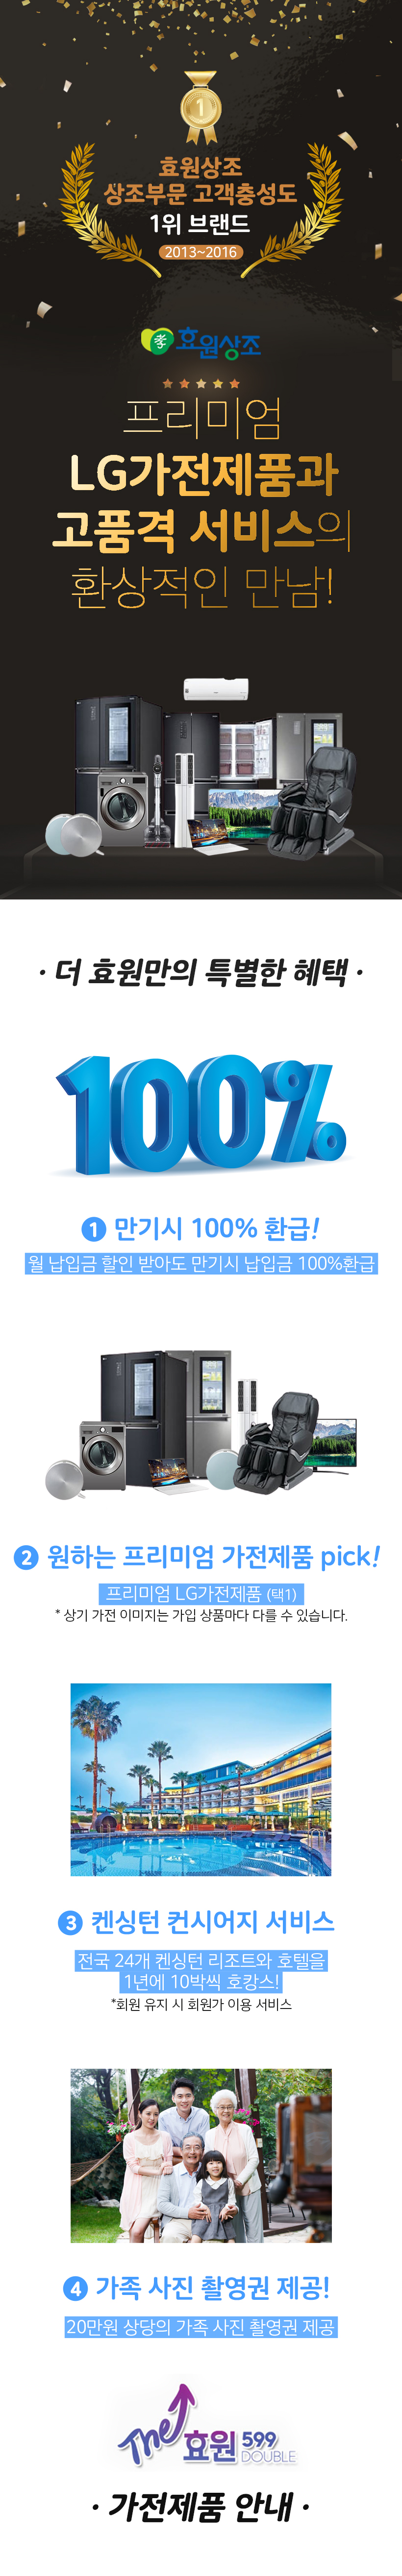 1
효원상조
상조부문 고객충성도
1위 브랜드
2013~2016
孝 효원상조
프리미엄
LG가전제품과
고품격 서비스의
환상적인 만남!
· 더 효원만의 특별한 혜택 ·
100%
1 만기시 100% 환급!
월 납입금 할인 받아도 만기시 납입금 100%환급
2 원하는 프리미엄 가전제품 pick!
프리미엄 LG가전제품 (택1)
* 상기 가전 이미지는 가입 상품마다 다를 수 있습니다.
3 켄싱턴 컨시어지 서비스
전국 24개 켄싱턴 리조트와 호텔을
1년에 10박씩 호캉스!
*회원 유지 시 회원가 이용 서비스
4 가족 사진 촬영권 제공!
20만원 상당의 가족 사진 촬영권 제공
The 효원 599
DOUBLE
· 가전제품 안내 ·